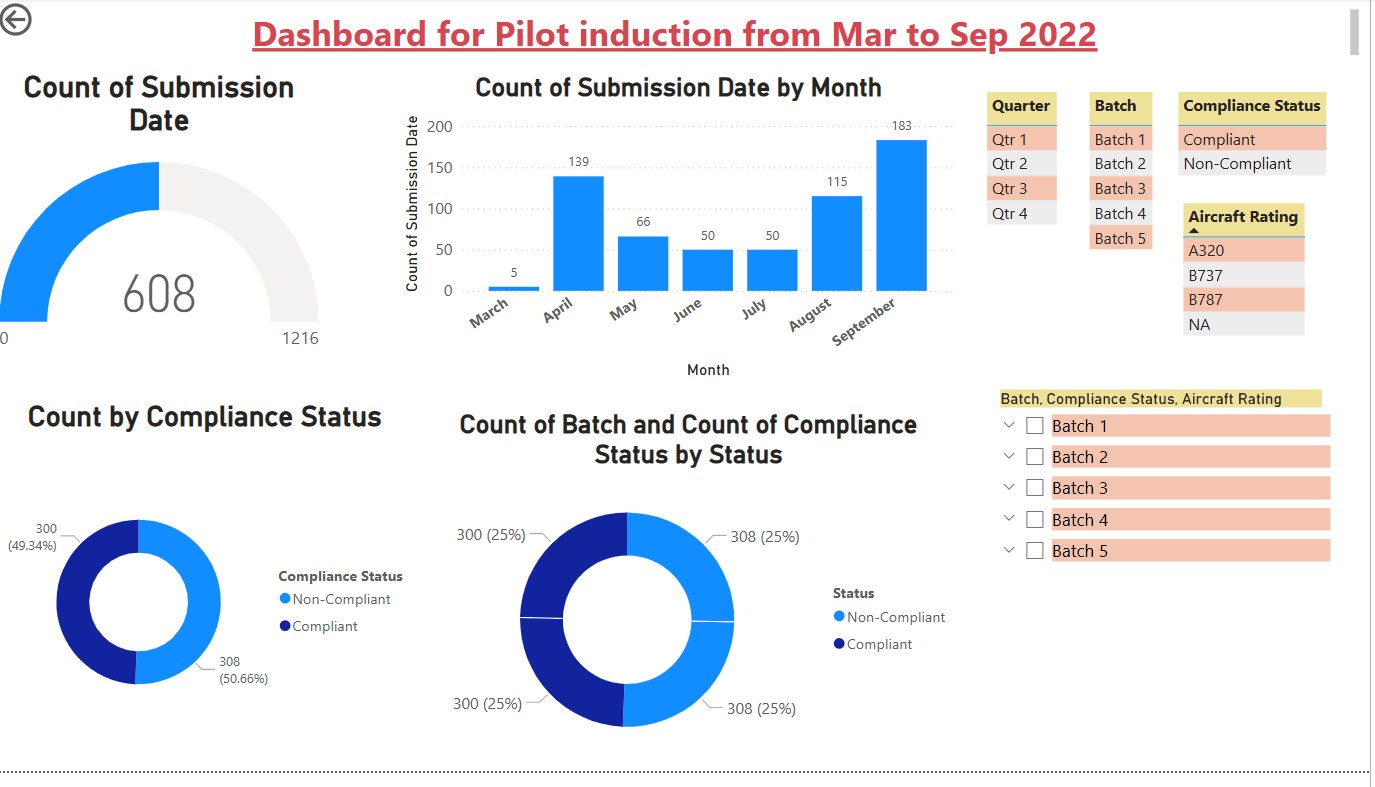 Dashboard for Pilot induction from Mar to Sep 2022
Count of Submission
Date
608
0
1216
Count of Submission Date by Month
Count of Submission Date
200
150
100
50
0
5
139
66
50
50
115
183
March
April
May
June
July
August
September
Month
Quarter
Qtr 1
Qtr 2
Qtr 3
Qtr 4
Batch
Batch 1
Batch 2
Batch 3
Batch 4
Batch 5
Compliance Status
Compliant
Non-Compliant
Aircraft Rating
A320
B737
B787
NA
Count by Compliance Status
300
(49.34%)
308
(50.66%)
Compliance Status
Non-Compliant
Compliant
Count of Batch and Count of Compliance
Status by Status
300 (25%)
308 (25%)
300 (25%)
308 (25%)
Status
Non-Compliant
Compliant
Batch, Compliance Status, Aircraft Rating
Batch 1
Batch 2
Batch 3
Batch 4
Batch 5